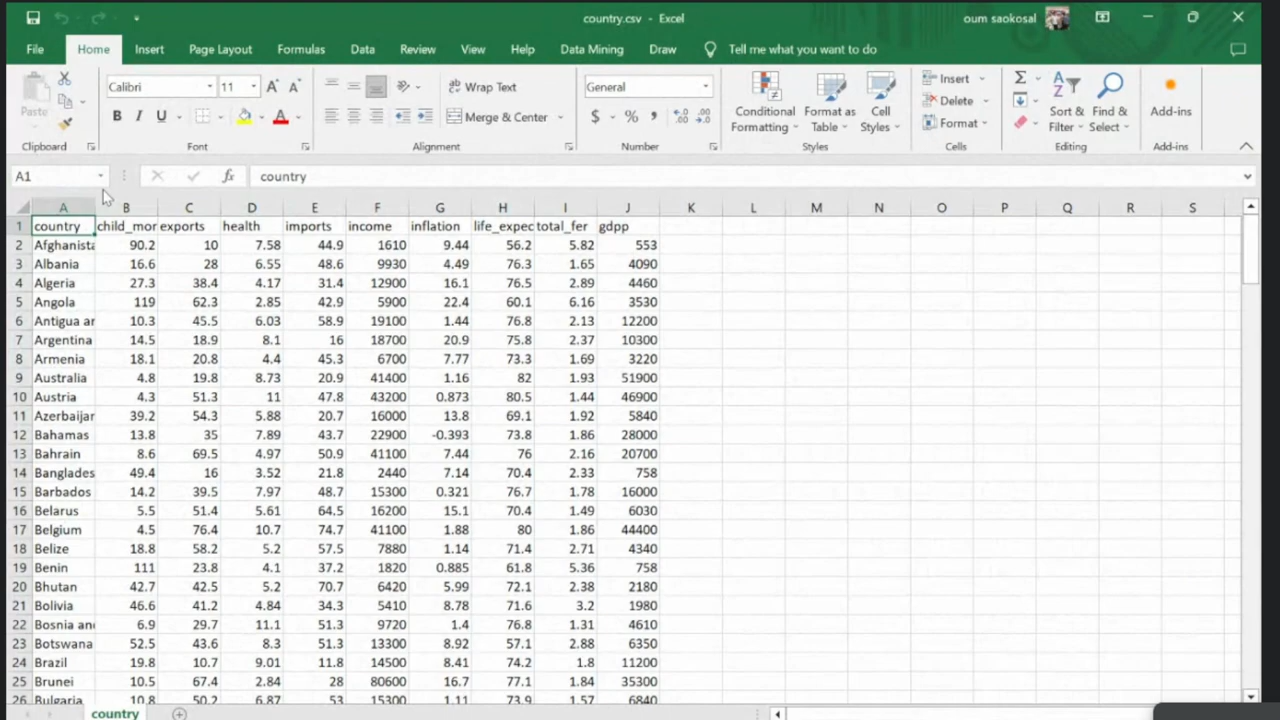 country.csv - Excel
oum saokosal
File Home Insert Page Layout Formulas Data Review View Help Data Mining Draw Tell me what you want to do
Paste
Calibri 11 A A
Wrap Text
General
B I U A
Merge & Center
$ % ,
Conditional Formatting
Format as Table
Cell Styles
Insert
Delete
Format
Sort & Filter
Find & Select
Add-ins
Clipboard Font Alignment Number Styles Cells Editing Add-ins
A1 fx country
A B C D E F G H I J K L M N O P Q R S
1 country child_mor exports health imports income inflation life_expec total_fer gdpp
2 Afghanista 90.2 10 7.58 44.9 1610 9.44 56.2 5.82 553
3 Albania 16.6 28 6.55 48.6 9930 4.49 76.3 1.65 4090
4 Algeria 27.3 38.4 4.17 31.4 12900 16.1 76.5 2.89 4460
5 Angola 119 62.3 2.85 42.9 5900 22.4 60.1 6.16 3530
6 Antigua ar 10.3 45.5 6.03 58.9 19100 1.44 76.8 2.13 12200
7 Argentina 14.5 18.9 8.1 16 18700 20.9 75.8 2.37 10300
8 Armenia 18.1 20.8 4.4 45.3 6700 7.77 73.3 1.69 3220
9 Australia 4.8 19.8 8.73 20.9 41400 1.16 82 1.93 51900
10 Austria 4.3 51.3 11 47.8 43200 0.873 80.5 1.44 46900
11 Azerbaijar 39.2 54.3 5.88 20.7 16000 13.8 69.1 1.92 5840
12 Bahamas 13.8 35 7.89 43.7 22900 -0.393 73.8 1.86 28000
13 Bahrain 8.6 69.5 4.97 50.9 41100 7.44 76 2.16 20700
14 Banglades 49.4 16 3.52 21.8 2440 7.14 70.4 2.33 758
15 Barbados 14.2 39.5 7.97 48.7 15300 0.321 76.7 1.78 16000
16 Belarus 5.5 51.4 5.61 64.5 16200 15.1 70.4 1.49 6030
17 Belgium 4.5 76.4 10.7 74.7 41100 1.88 80 1.86 44400
18 Belize 18.8 58.2 5.2 57.5 7880 1.14 71.4 2.71 4340
19 Benin 111 23.8 4.1 37.2 1820 0.885 61.8 5.36 758
20 Bhutan 42.7 42.5 5.2 70.7 6420 5.99 72.1 2.38 2180
21 Bolivia 46.6 41.2 4.84 34.3 5410 8.78 71.6 3.2 1980
22 Bosnia and 6.9 29.7 11.1 51.3 9720 1.4 76.8 1.31 4610
23 Botswana 52.5 43.6 8.3 51.3 13300 8.92 57.1 2.88 6350
24 Brazil 19.8 10.7 9.01 11.8 14500 8.41 74.2 1.8 11200
25 Brunei 10.5 67.4 2.84 28 80600 16.7 77.1 1.84 35300
26 Bulgaria 10.8 50.2 6.87 53 15300 1.11 73.9 1.57 6840
country